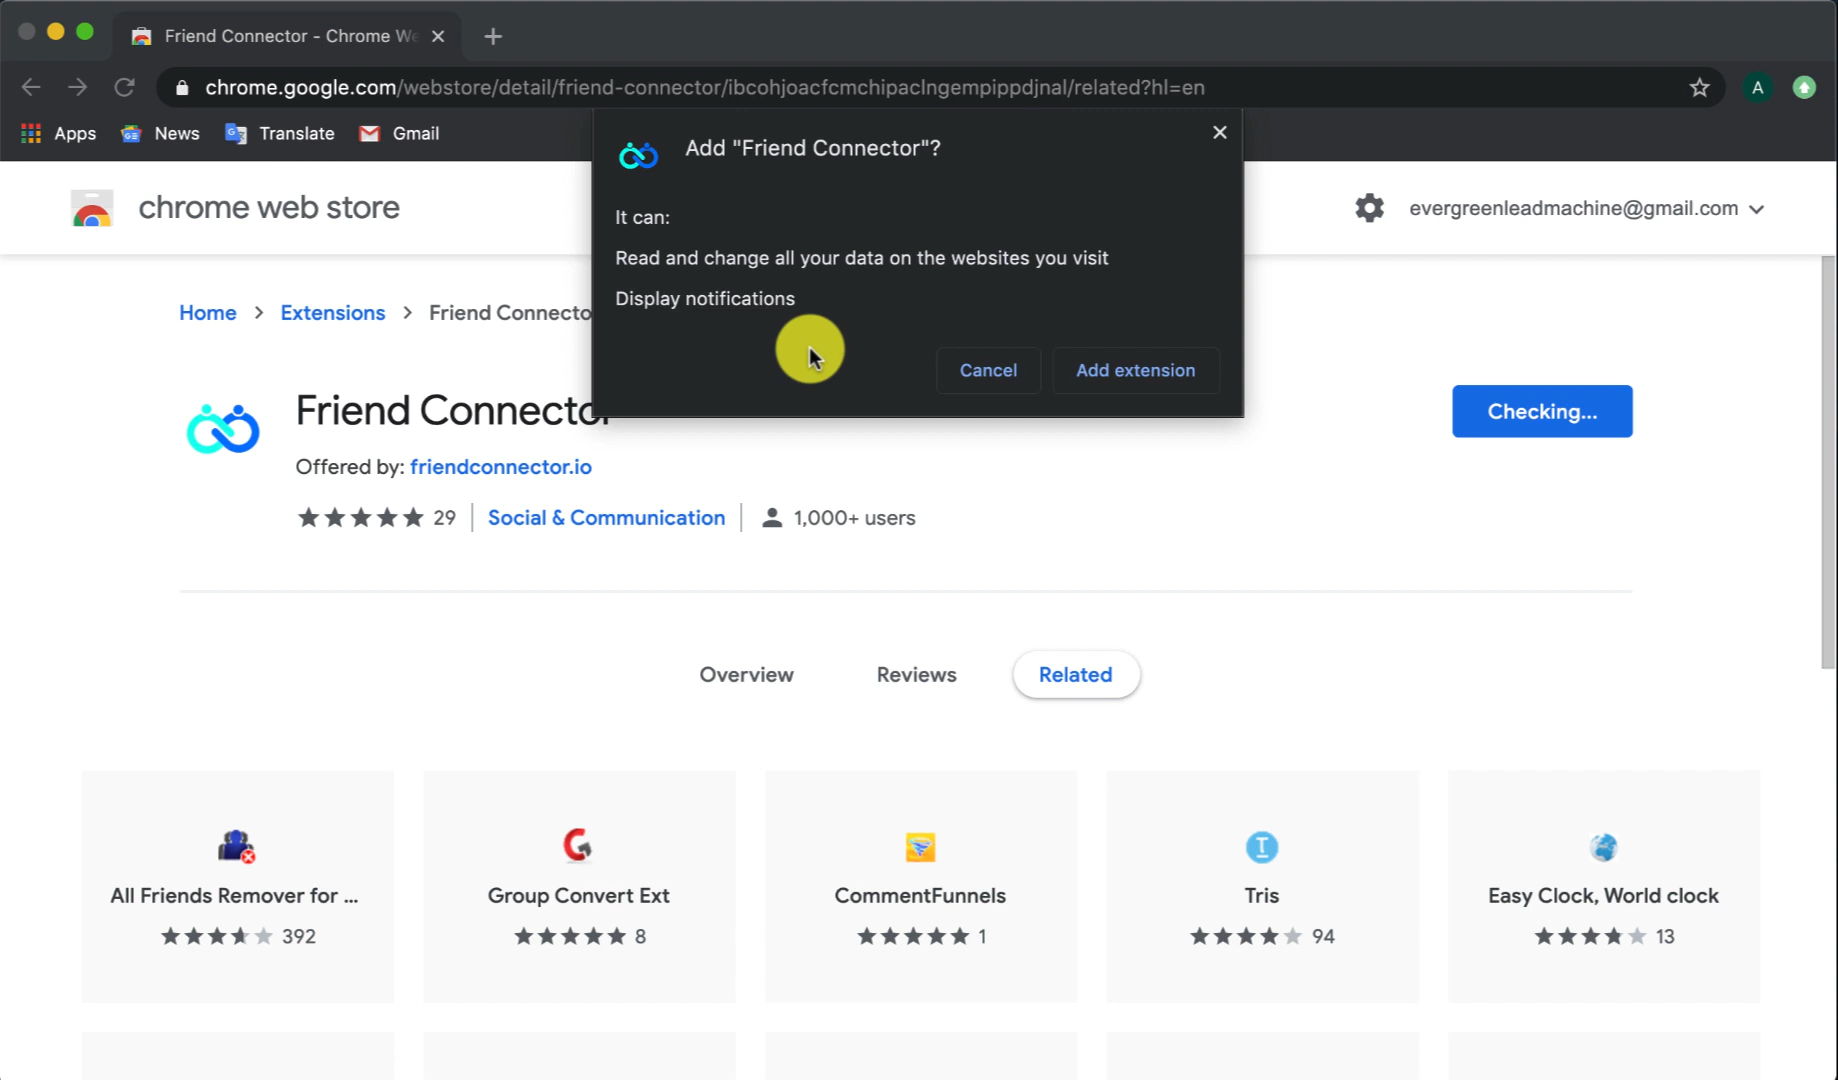 Friend Connector - Chrome We
chrome.google.com/webstore/detail/friend-connector/ibcohjoacfcmchipaclngempippdjnal/related?hl=en
A
Apps
News
Translate
Gmail
Add "Friend Connector"?
It can:
Read and change all your data on the websites you visit
Display notifications
Cancel
Add extension
chrome web store
evergreenleadmachine@gmail.com
Home
Extensions
Friend Connecto
Friend Connector
Offered by: friendconnector.io
29
Social & Communication
1,000+ users
Checking...
Overview
Reviews
Related
All Friends Remover for ...
392
Group Convert Ext
8
CommentFunnels
1
Tris
94
Easy Clock, World clock
13